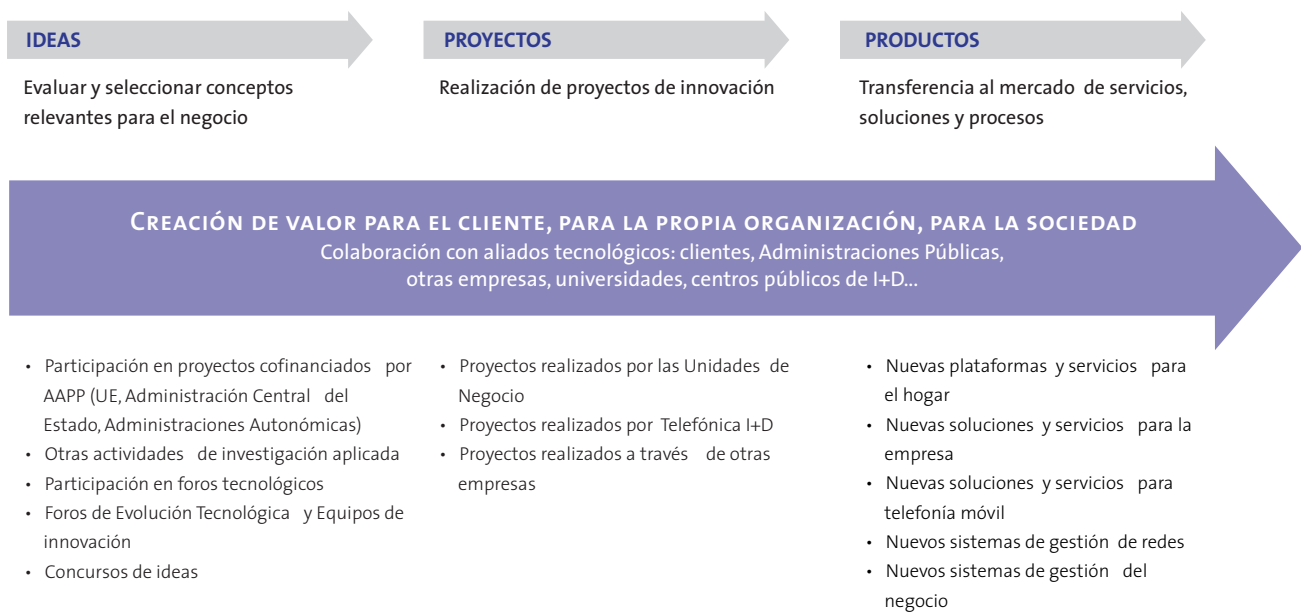 IDEAS
Evaluar y seleccionar conceptos
relevantes para el negocio
PROYECTOS
Realización de proyectos de innovación
PRODUCTOS
Transferencia al mercado de servicios,
soluciones y procesos
CREACIÓN DE VALOR PARA EL CLIENTE, PARA LA PROPIA ORGANIZACIÓN, PARA LA SOCIEDAD
Colaboración con aliados tecnológicos: clientes, Administraciones Públicas,
otras empresas, universidades, centros públicos de I+D...
• Participación en proyectos cofinanciados por
AAPP (UE, Administración Central del
Estado, Administraciones Autonómicas)
• Otras actividades de investigación aplicada
• Participación en foros tecnológicos
• Foros de Evolución Tecnológica y Equipos de
innovación
• Concursos de ideas
• Proyectos realizados por las Unidades de
Negocio
• Proyectos realizados por Telefónica I+D
• Proyectos realizados a través de otras
empresas
• Nuevas plataformas y servicios para
el hogar
• Nuevas soluciones y servicios para la
empresa
• Nuevas soluciones y servicios para
telefonía móvil
• Nuevos sistemas de gestión de redes
• Nuevos sistemas de gestión del
negocio